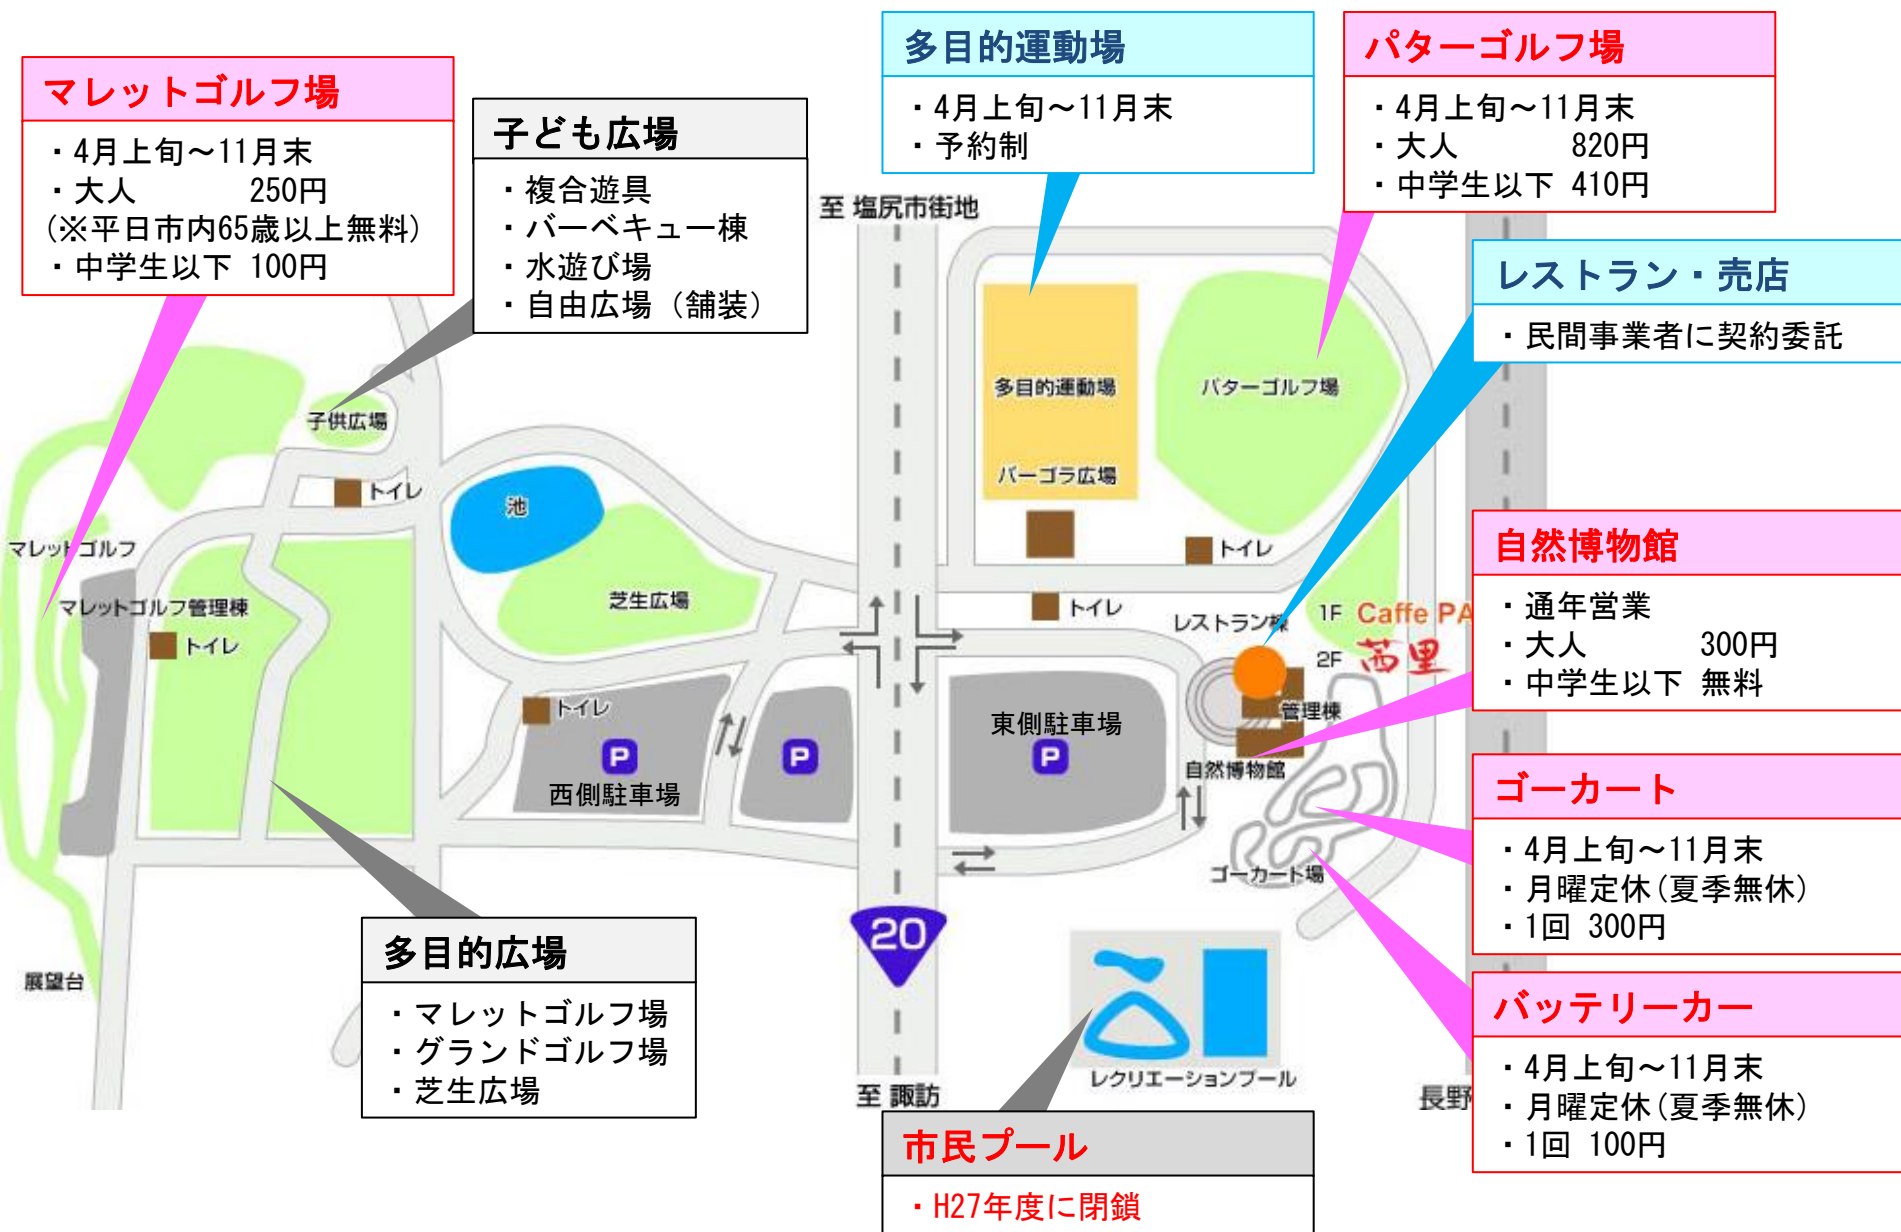 マレットゴルフ場
・4月上旬～11月末
・大人 250円
(※平日市内65歳以上無料)
・中学生以下 100円
子ども広場
・複合遊具
・バーベキュー棟
・水遊び場
・自由広場（舗装）
多目的運動場
・4月上旬～11月末
・予約制
パターゴルフ場
・4月上旬～11月末
・大人 820円
・中学生以下 410円
レストラン・売店
・民間事業者に契約委託
至 塩尻市街地
多目的運動場
パーゴラ広場
パターゴルフ場
子供広場
トイレ
池
芝生広場
マレットゴルフ
マレットゴルフ管理棟
トイレ
トイレ
P
西側駐車場
P
東側駐車場
P
トイレ
トイレ
レストラン棟
1F Caffe PA
2F 茜里
管理棟
自然博物館
ゴーカート場
自然博物館
・通年営業
・大人 300円
・中学生以下 無料
ゴーカート
・4月上旬～11月末
・月曜定休(夏季無休)
・1回 300円
バッテリーカー
・4月上旬～11月末
・月曜定休(夏季無休)
・1回 100円
多目的広場
・マレットゴルフ場
・グランドゴルフ場
・芝生広場
展望台
20
至 諏訪
レクリエーションプール
長野
市民プール
・H27年度に閉鎖